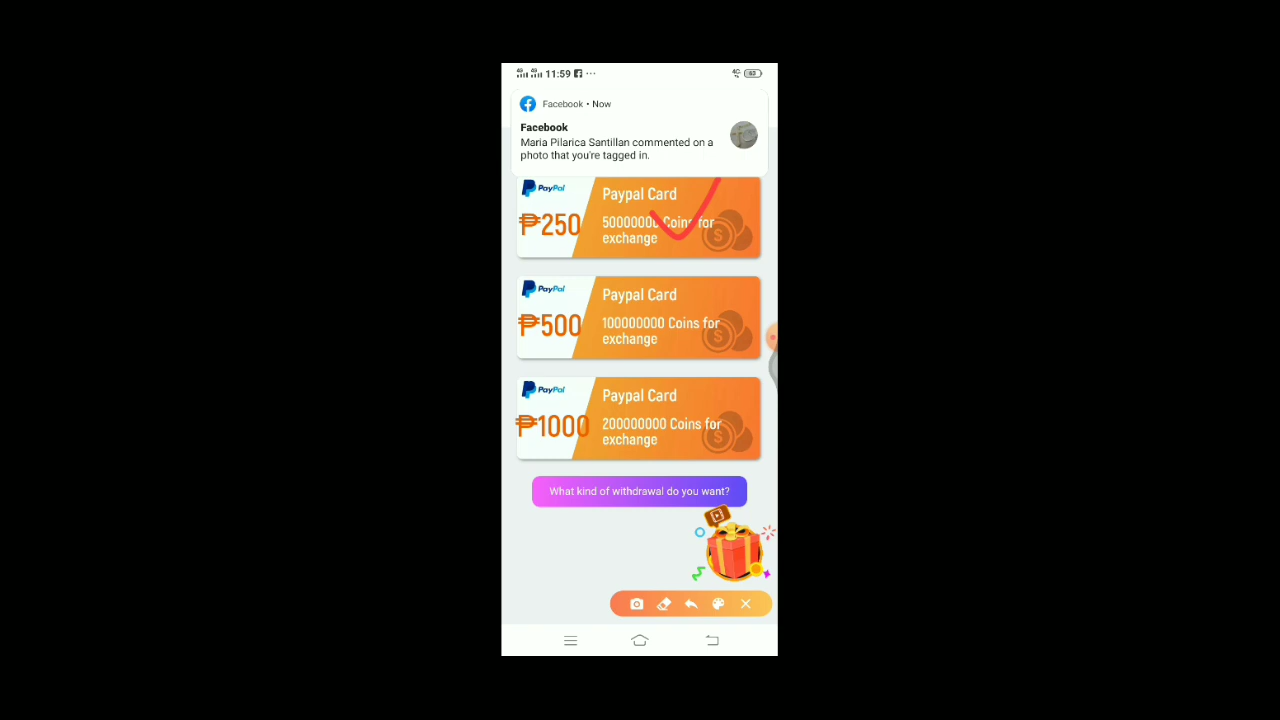 11:59
4G
63
Facebook • Now
Facebook
Maria Pilarica Santillan commented on a
photo that you're tagged in.
PayPal
₱250
Paypal Card
50000000 Coins for
exchange
PayPal
₱500
Paypal Card
100000000 Coins for
exchange
PayPal
₱1000
Paypal Card
200000000 Coins for
exchange
What kind of withdrawal do you want?